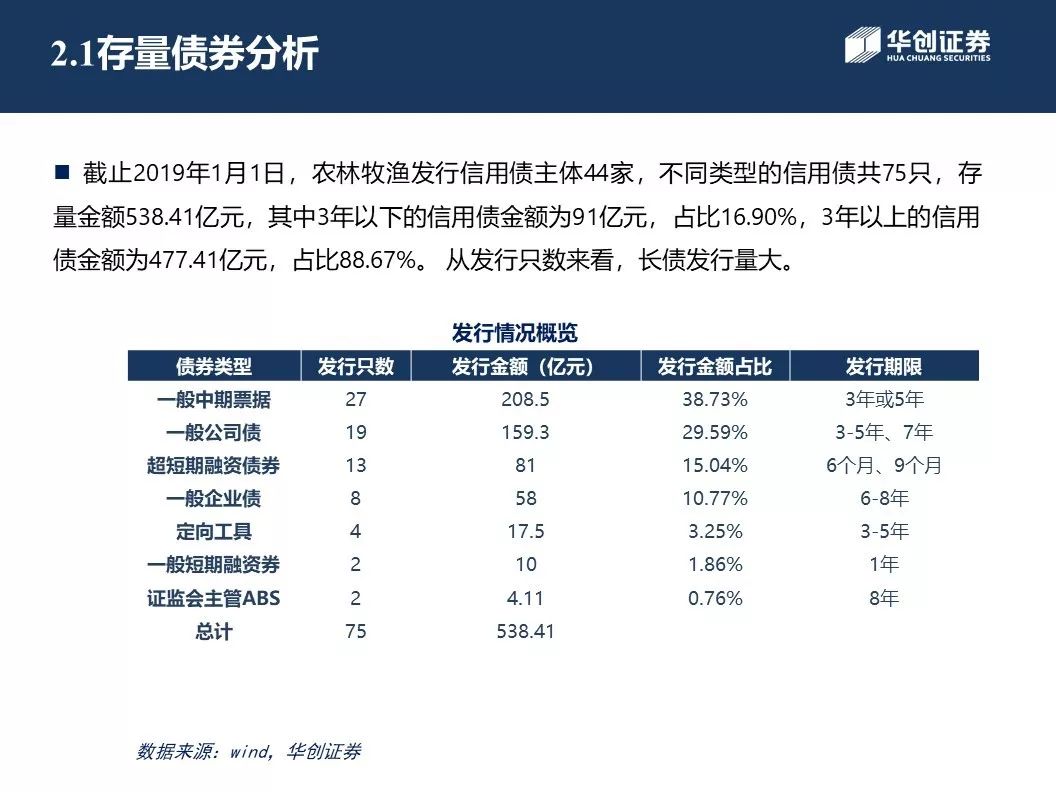 2.1存量债券分析
华创证券
HUA CHUANG SECURITIES
■ 截止2019年1月1日，农林牧渔发行信用债主体44家，不同类型的信用债共75只，存
量金额538.41亿元，其中3年以下的信用债金额为91亿元，占比16.90%，3年以上的信用
债金额为477.41亿元，占比88.67%。 从发行只数来看，长债发行量大。
发行情况概览
债券类型 发行只数 发行金额（亿元） 发行金额占比 发行期限
一般中期票据 27 208.5 38.73% 3年或5年
一般公司债 19 159.3 29.59% 3-5年、7年
超短期融资债券 13 81 15.04% 6个月、9个月
一般企业债 8 58 10.77% 6-8年
定向工具 4 17.5 3.25% 3-5年
一般短期融资券 2 10 1.86% 1年
证监会主管ABS 2 4.11 0.76% 8年
总计 75 538.41
数据来源：wind，华创证券